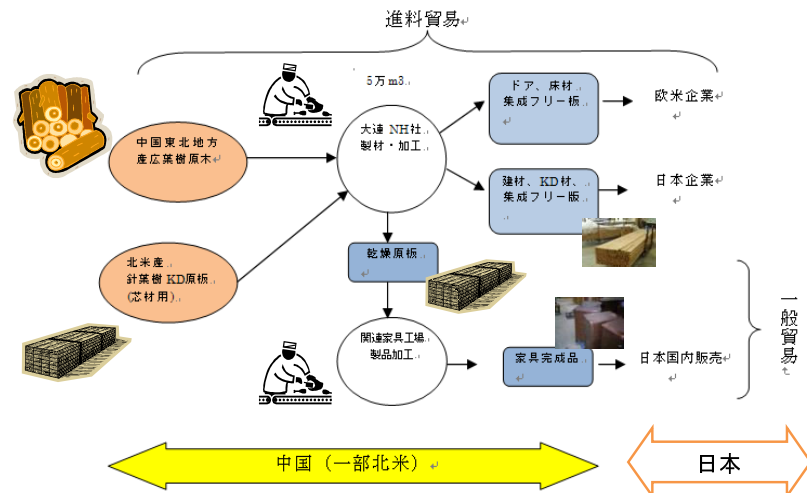 進料貿易
5万m3
ドア、床材
集成フリー板
欧米企業
大連 NH社
製材・加工
中国東北地方
産広葉樹原木
建材、KD材、
集成フリー版
日本企業
乾燥原板
北米産
針葉樹 KD原板
(芯材用)
関連家具工場
製品加工
家具完成品
日本国内販売
一般貿易
中国（一部北米）
日本